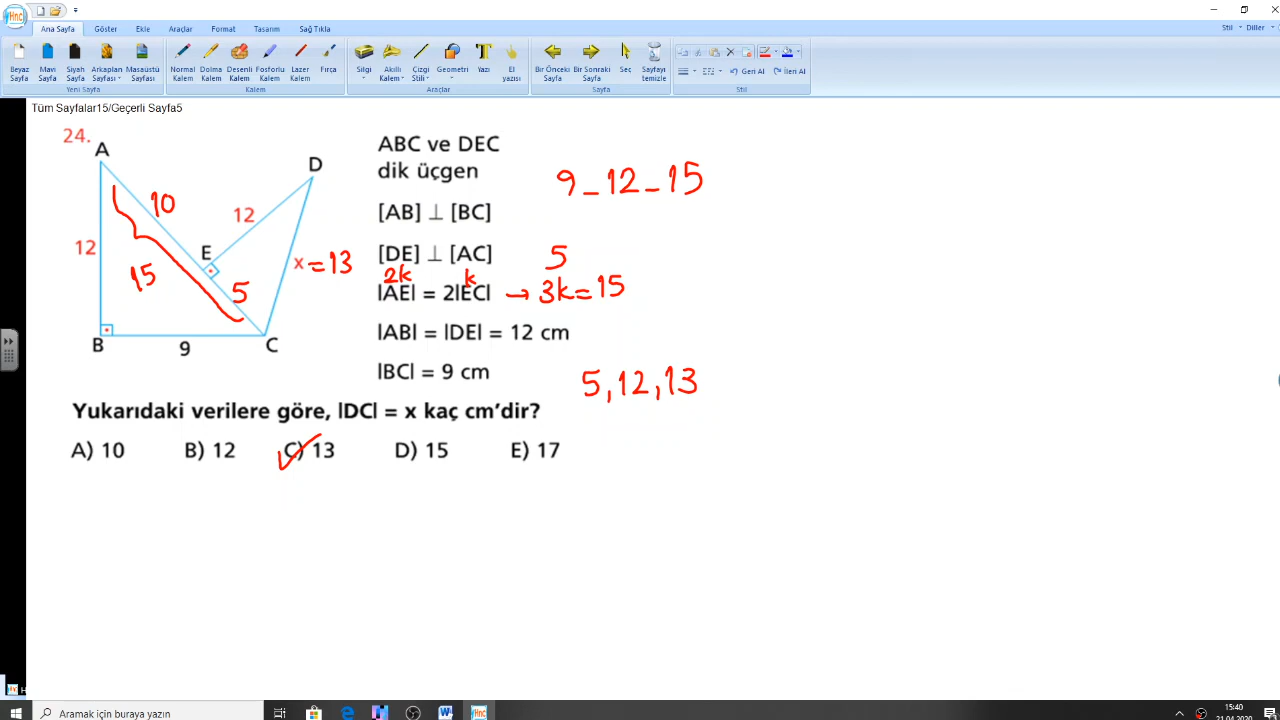 Ana Sayfa Göster Ekle Araçlar Format Tasarım Sağ Tıkla
Stil Diller
Beyaz Sayfa
Mavi Sayfa
Siyah Sayfa
Arkaplan Sayfası
Masaüstü Sayfası
Normal Kalem
Dolma Kalem
Desenli Kalem
Fosforlu Kalem
Lazer Kalem
Fırça
Silgi
Akıllı Kalem
Çizgi Stili
Geometri
Yazı
El yazısı
Bir Önceki Sayfa
Bir Sonraki Sayfa
Seç
Sayfayı temizle
Geri Al
İleri Al
Yeni Sayfa
Kalem
Araçlar
Sayfa
Stil
Tüm Sayfalar15/Geçerli Sayfa5
24.
A
D
10
12
12
E
x = 13
15
5
B
9
C
ABC ve DEC
dik üçgen
9 _ 12 _ 15
[AB] ⊥ [BC]
[DE] ⊥ [AC]
5
2k k
|AE| = 2|EC| → 3k = 15
|AB| = |DE| = 12 cm
|BC| = 9 cm
5, 12, 13
Yukarıdaki verilere göre, |DC| = x kaç cm'dir?
A) 10 B) 12 C) 13 D) 15 E) 17
Aramak için buraya yazın
15:40
21.04.2020